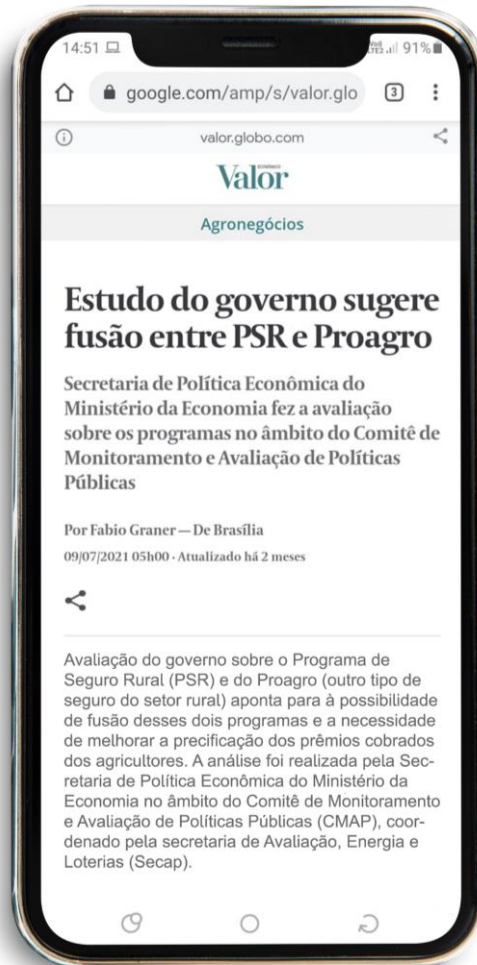 14:51
91%
google.com/amp/s/valor.glo
3
valor.globo.com
Valor
Agronegócios
Estudo do governo sugere
fusão entre PSR e Proagro
Secretaria de Política Econômica do
Ministério da Economia fez a avaliação
sobre os programas no âmbito do Comitê de
Monitoramento e Avaliação de Políticas
Públicas
Por Fabio Graner — De Brasília
09/07/2021 05h00 · Atualizado há 2 meses
Avaliação do governo sobre o Programa de
Seguro Rural (PSR) e do Proagro (outro tipo de
seguro do setor rural) aponta para à possibilidade
de fusão desses dois programas e a necessidade
de melhorar a precificação dos prêmios cobrados
dos agricultores. A análise foi realizada pela Sec-
retaria de Política Econômica do Ministério da
Economia no âmbito do Comitê de Monitoramento
e Avaliação de Políticas Públicas (CMAP), coor-
denado pela secretaria de Avaliação, Energia e
Loterias (Secap).